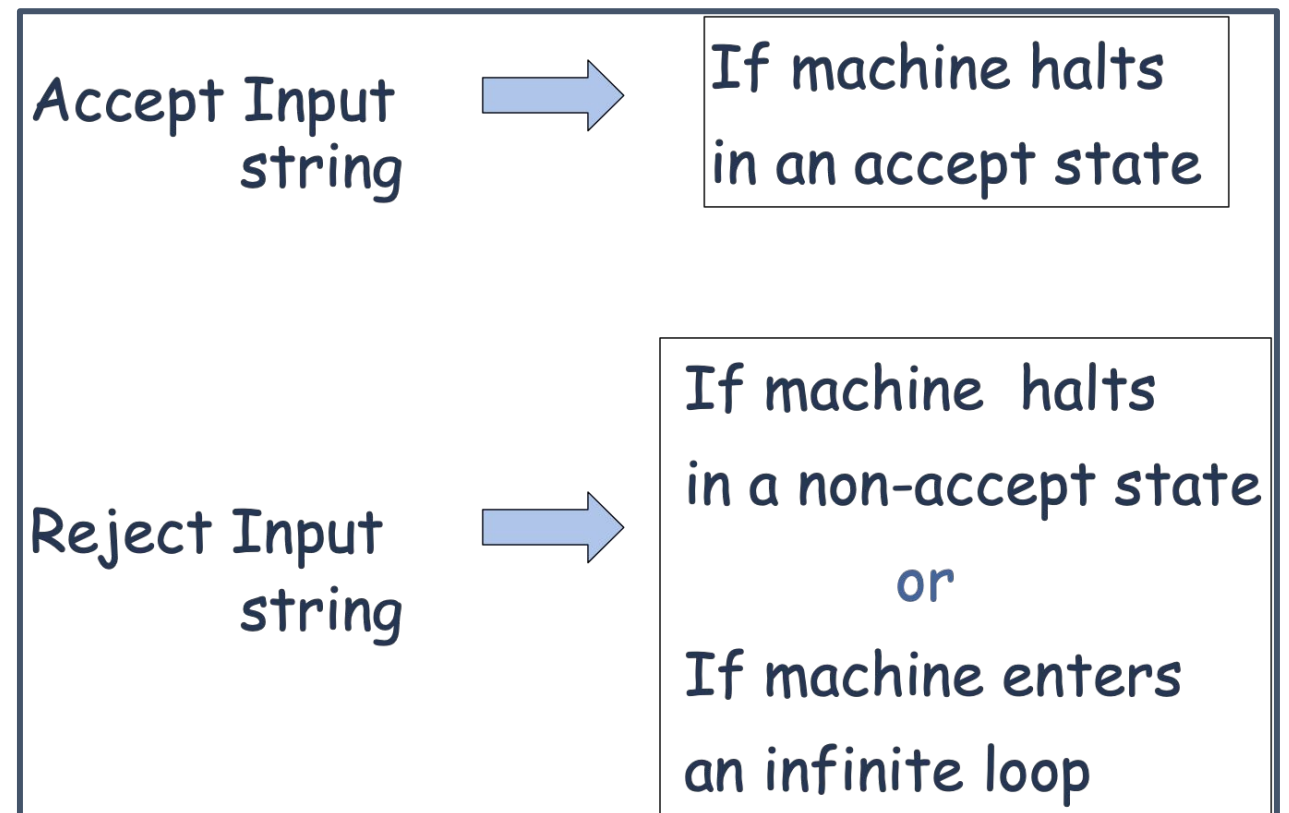 Accept Input
string
If machine halts
in an accept state
Reject Input
string
If machine halts
in a non-accept state
or
If machine enters
an infinite loop